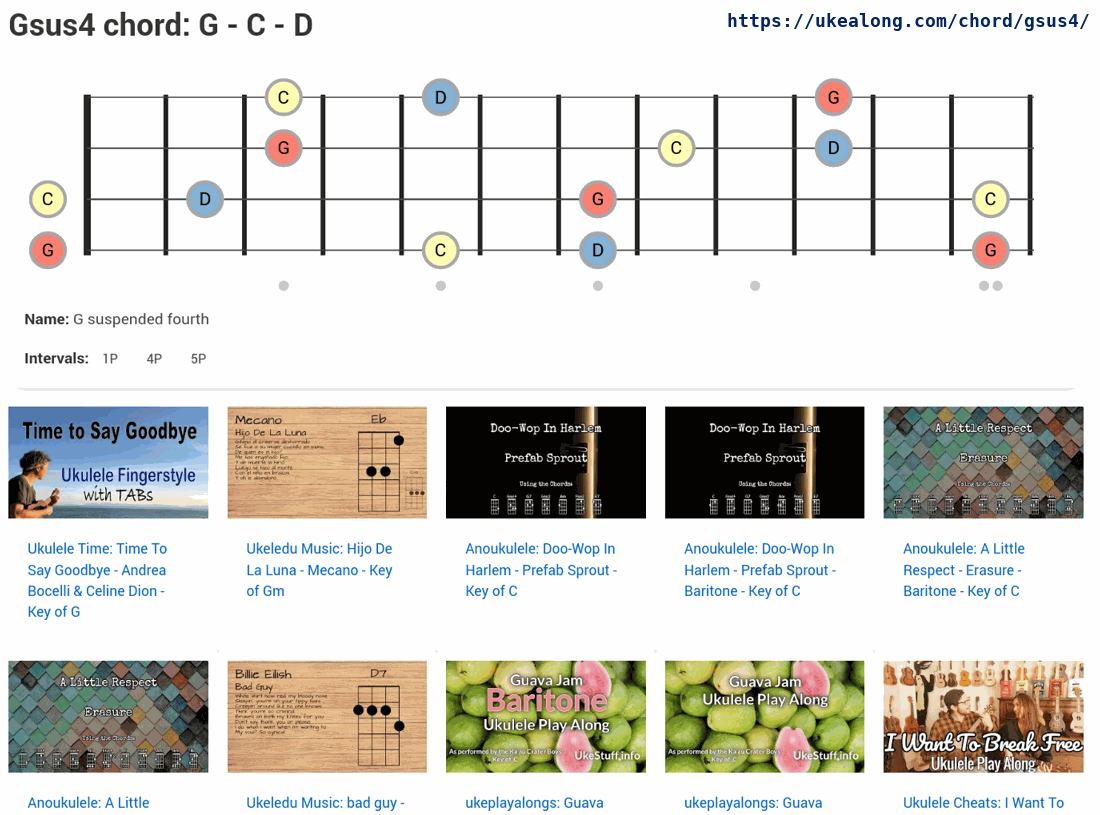 Gsus4 chord: G - C - D
https://ukealong.com/chord/gsus4/
C D G
G C D
C D G C
G C D G
Name: G suspended fourth
Intervals: 1P 4P 5P
Time to Say Goodbye
Ukulele Fingerstyle
with TABs
Mecano
Hijo De La Luna
Eb
Doo-Wop In Harlem
Prefab Sprout
Using the Chords:
Doo-Wop In Harlem
Prefab Sprout
Using the Chords:
A Little Respect
Erasure
Using the Chords:
Ukulele Time: Time To
Say Goodbye - Andrea
Bocelli & Celine Dion -
Key of G
Ukeledu Music: Hijo De
La Luna - Mecano - Key
of Gm
Anoukulele: Doo-Wop In
Harlem - Prefab Sprout -
Key of C
Anoukulele: Doo-Wop In
Harlem - Prefab Sprout -
Baritone - Key of C
Anoukulele: A Little
Respect - Erasure -
Baritone - Key of C
A Little Respect
Erasure
Using the Chords:
Billie Eilish
Bad Guy
D7
Guava Jam
Baritone
Ukulele Play Along
As performed by the Ka'au Crater Boys
Key of C
UkeStuff.info
Guava Jam
Ukulele Play Along
As performed by the Ka'au Crater Boys
Key of C
UkeStuff.info
I Want To Break Free
Ukulele Play Along
Anoukulele: A Little
Ukeledu Music: bad guy -
ukeplayalongs: Guava
ukeplayalongs: Guava
Ukulele Cheats: I Want To